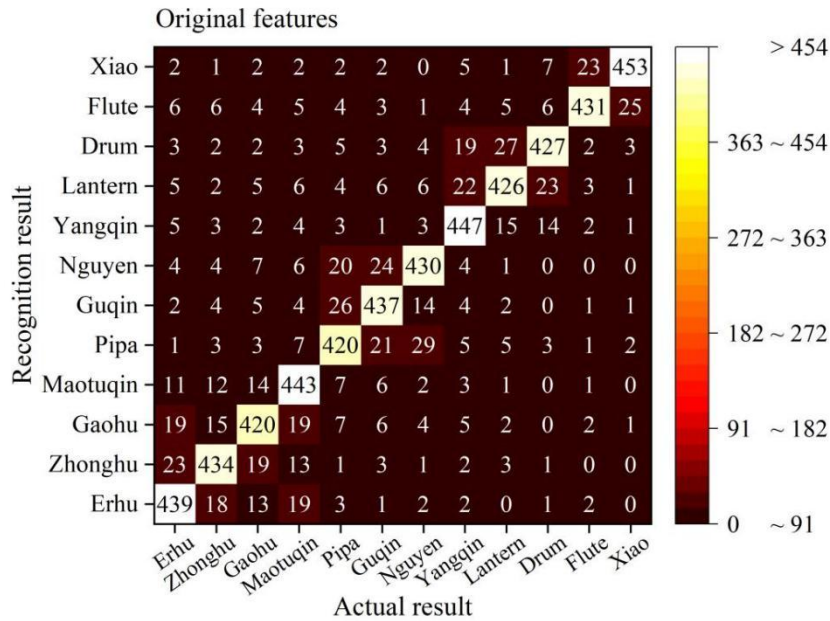 Original features
Xiao 2 1 2 2 2 2 0 5 1 7 23 453
Flute 6 6 4 5 4 3 1 4 5 6 431 25
Drum 3 2 2 3 5 3 4 19 27 427 2 3
Lantern 5 2 5 6 4 6 6 22 426 23 3 1
Yangqin 5 3 2 4 3 1 3 447 15 14 2 1
Nguyen 4 4 7 6 20 24 430 4 1 0 0 0
Guqin 2 4 5 4 26 437 14 4 2 0 1 1
Pipa 1 3 3 7 420 21 29 5 5 3 1 2
Maotuqin 11 12 14 443 7 6 2 3 1 0 1 0
Gaohu 19 15 420 19 7 6 4 5 2 0 2 1
Zhonghu 23 434 19 13 1 3 1 2 3 1 0 0
Erhu 439 18 13 19 3 1 2 2 0 1 2 0
Erhu Zhonghu Gaohu Maotuqin Pipa Guqin Nguyen Yangqin Lantern Drum Flute Xiao
Actual result
Recognition result
> 454
363 ~ 454
272 ~ 363
182 ~ 272
91 ~ 182
0 ~ 91